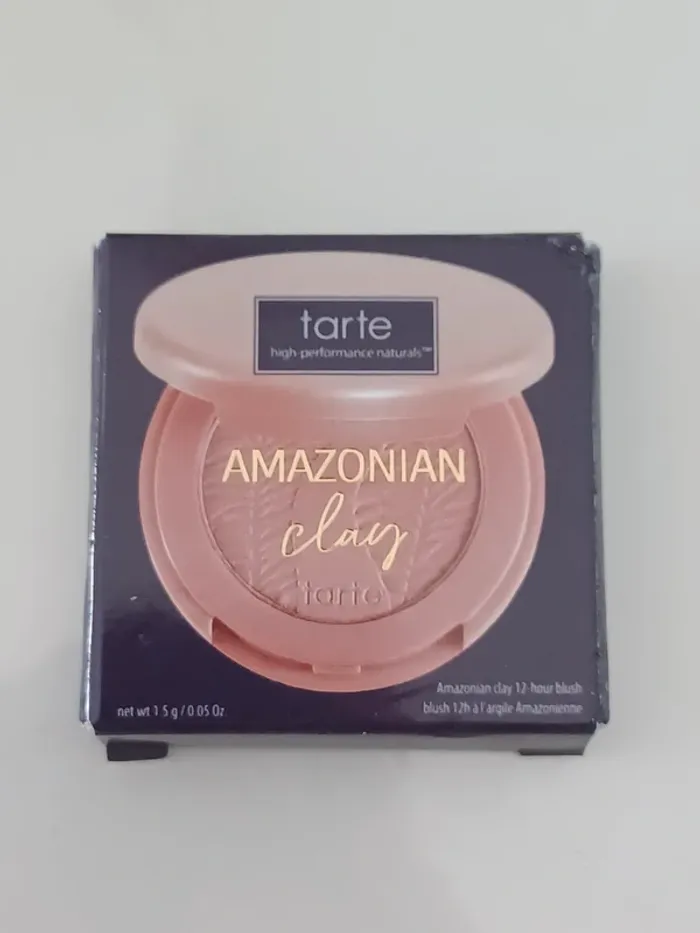 tarte
high-performance naturals™
AMAZONIAN
clay
tarte
Amazonian clay 12-hour blush
blush 12h à l'argile Amazonienne
net wt 1.5 g / 0.05 Oz.